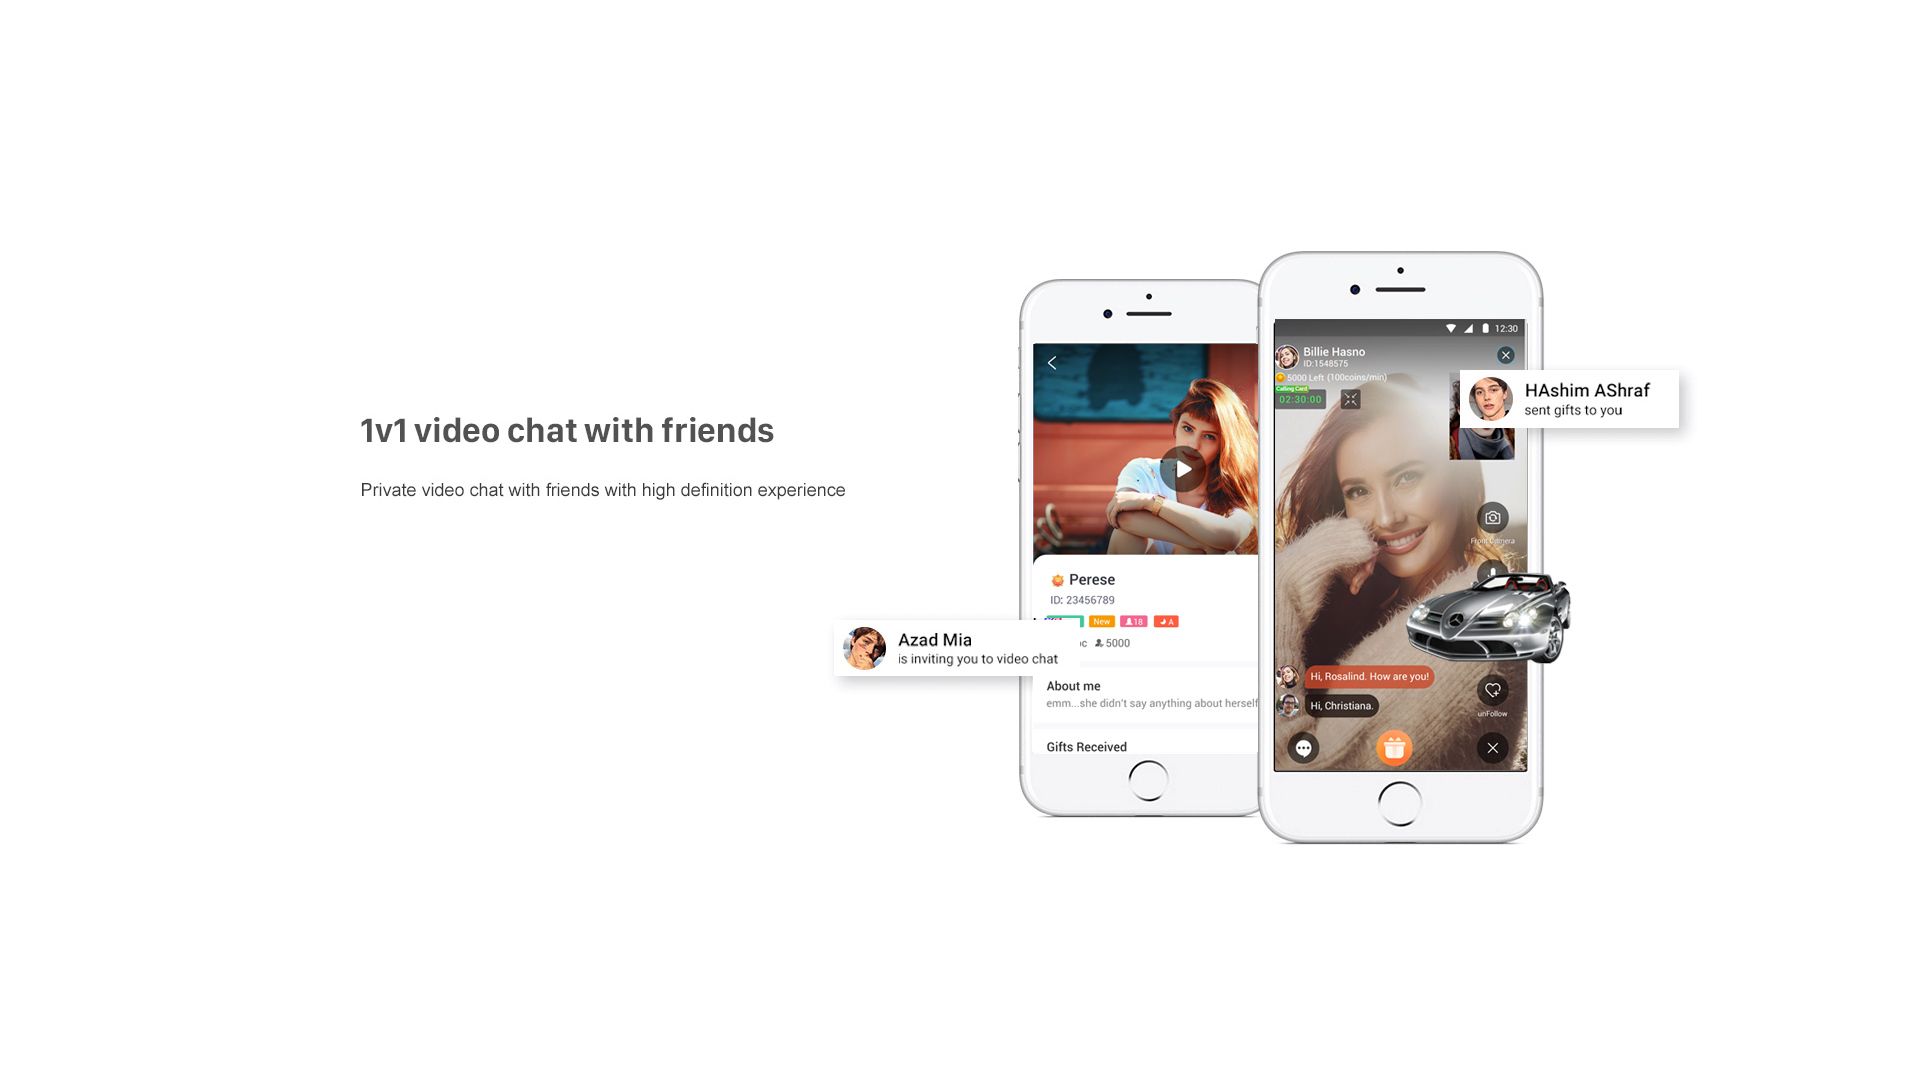 1v1 video chat with friends
Private video chat with friends with high definition experience
Perese
ID: 23456789
New
18
A
5000
About me
emm...she didn't say anything about herself
Gifts Received
Azad Mia
is inviting you to video chat
12:30
Billie Hasno
ID:1548575
5000 Left (100coins/min)
Calling Card
02:30:00
HAshim AShraf
sent gifts to you
Front Camera
Hi, Rosalind. How are you!
Hi, Christiana.
unFollow